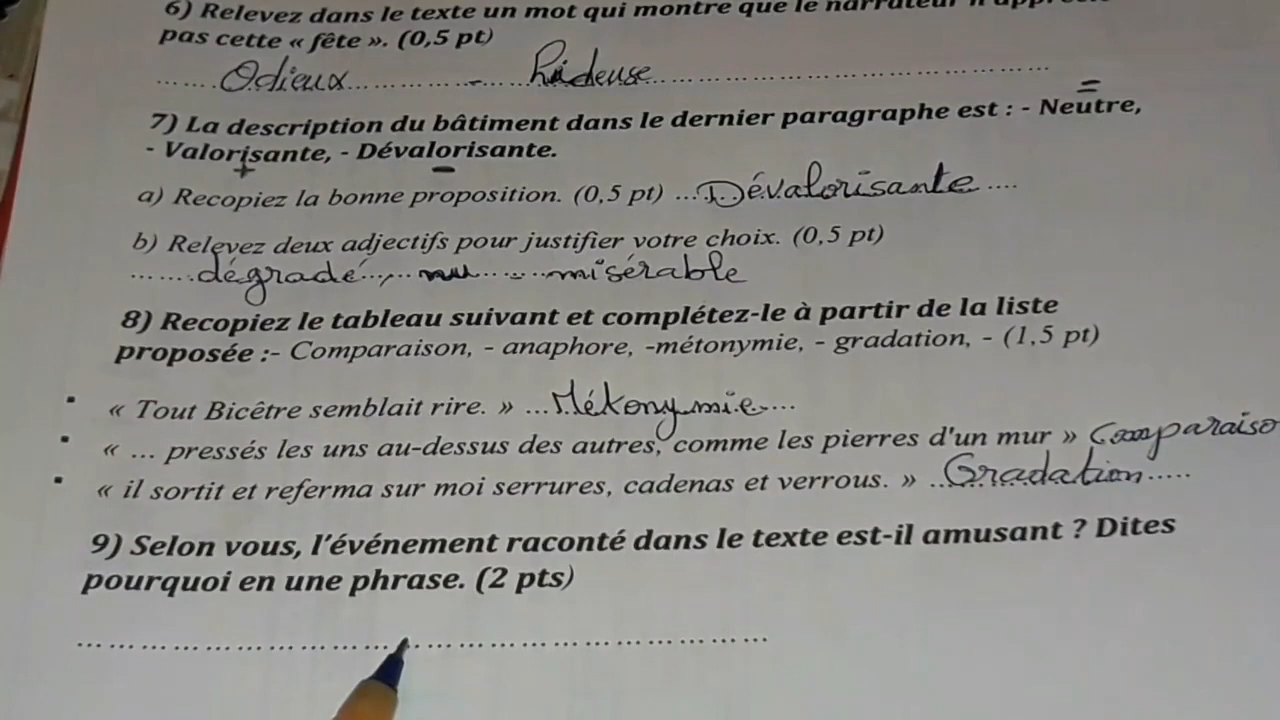 6) Relevez dans le texte un mot qui montre que le narrateur
pas cette « fête ». (0,5 pt)
.......Odieux............-...hideuse.......................................
=
7) La description du bâtiment dans le dernier paragraphe est : - Neutre,
- Valorisante, - Dévalorisante.
+ -
a) Recopiez la bonne proposition. (0,5 pt) ...Dévalorisante....
b) Relevez deux adjectifs pour justifier votre choix. (0,5 pt)
.......dégradé...,..nu.....-...misérable
8) Recopiez le tableau suivant et complétez-le à partir de la liste
proposée :- Comparaison, - anaphore, -métonymie, - gradation, - (1,5 pt)
▪ « Tout Bicêtre semblait rire. » ...Métonymie....
▪ « ... pressés les uns au-dessus des autres, comme les pierres d'un mur » Comparaiso
▪ « il sortit et referma sur moi serrures, cadenas et verrous. » ..Gradation.....
9) Selon vous, l'événement raconté dans le texte est-il amusant ? Dites
pourquoi en une phrase. (2 pts)
..................................................................